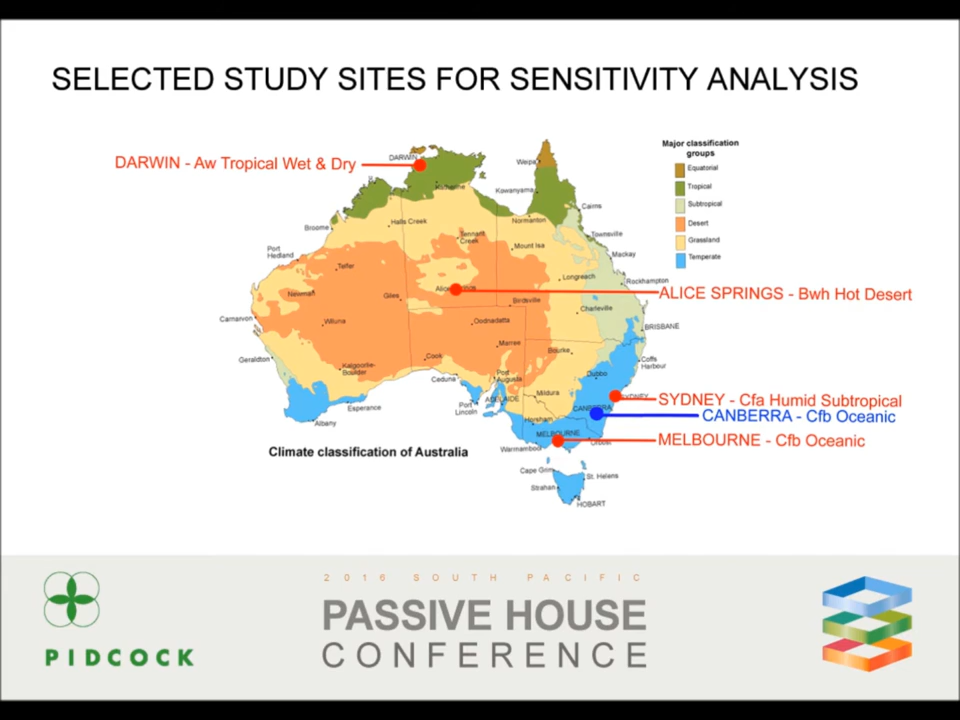 SELECTED STUDY SITES FOR SENSITIVITY ANALYSIS
Major classification
groups
Equatorial
Tropical
Subtropical
Desert
Grassland
Temperate
DARWIN - Aw Tropical Wet & Dry
DARWIN
Weipa
Katherine
Kowanyama
Cairns
Halls Creek
Normanton
Broome
Tennant
Creek
Townsville
Port
Hedland
Mount Isa
Mackay
Telfer
Longreach
Rockhampton
Newman
Giles
ALICE SPRINGS - Bwh Hot Desert
Birdsville
Charleville
Carnarvon
Wiluna
Oodnadatta
BRISBANE
Marree
Bourke
Geraldton
Cook
Coffs
Harbour
Kalgoorlie-
Boulder
Ceduna
Port
Augusta
Dubbo
Mildura
SYDNEY
SYDNEY - Cfa Humid Subtropical
Esperance
Port
Lincoln
ADELAIDE
CANBERRA
CANBERRA - Cfb Oceanic
Albany
Horsham
MELBOURNE
MELBOURNE - Cfb Oceanic
Orbost
Warrnambool
Climate classification of Australia
Cape Grim
St. Helens
Strahan
HOBART
2016 SOUTH PACIFIC
PASSIVE HOUSE
CONFERENCE
PIDCOCK